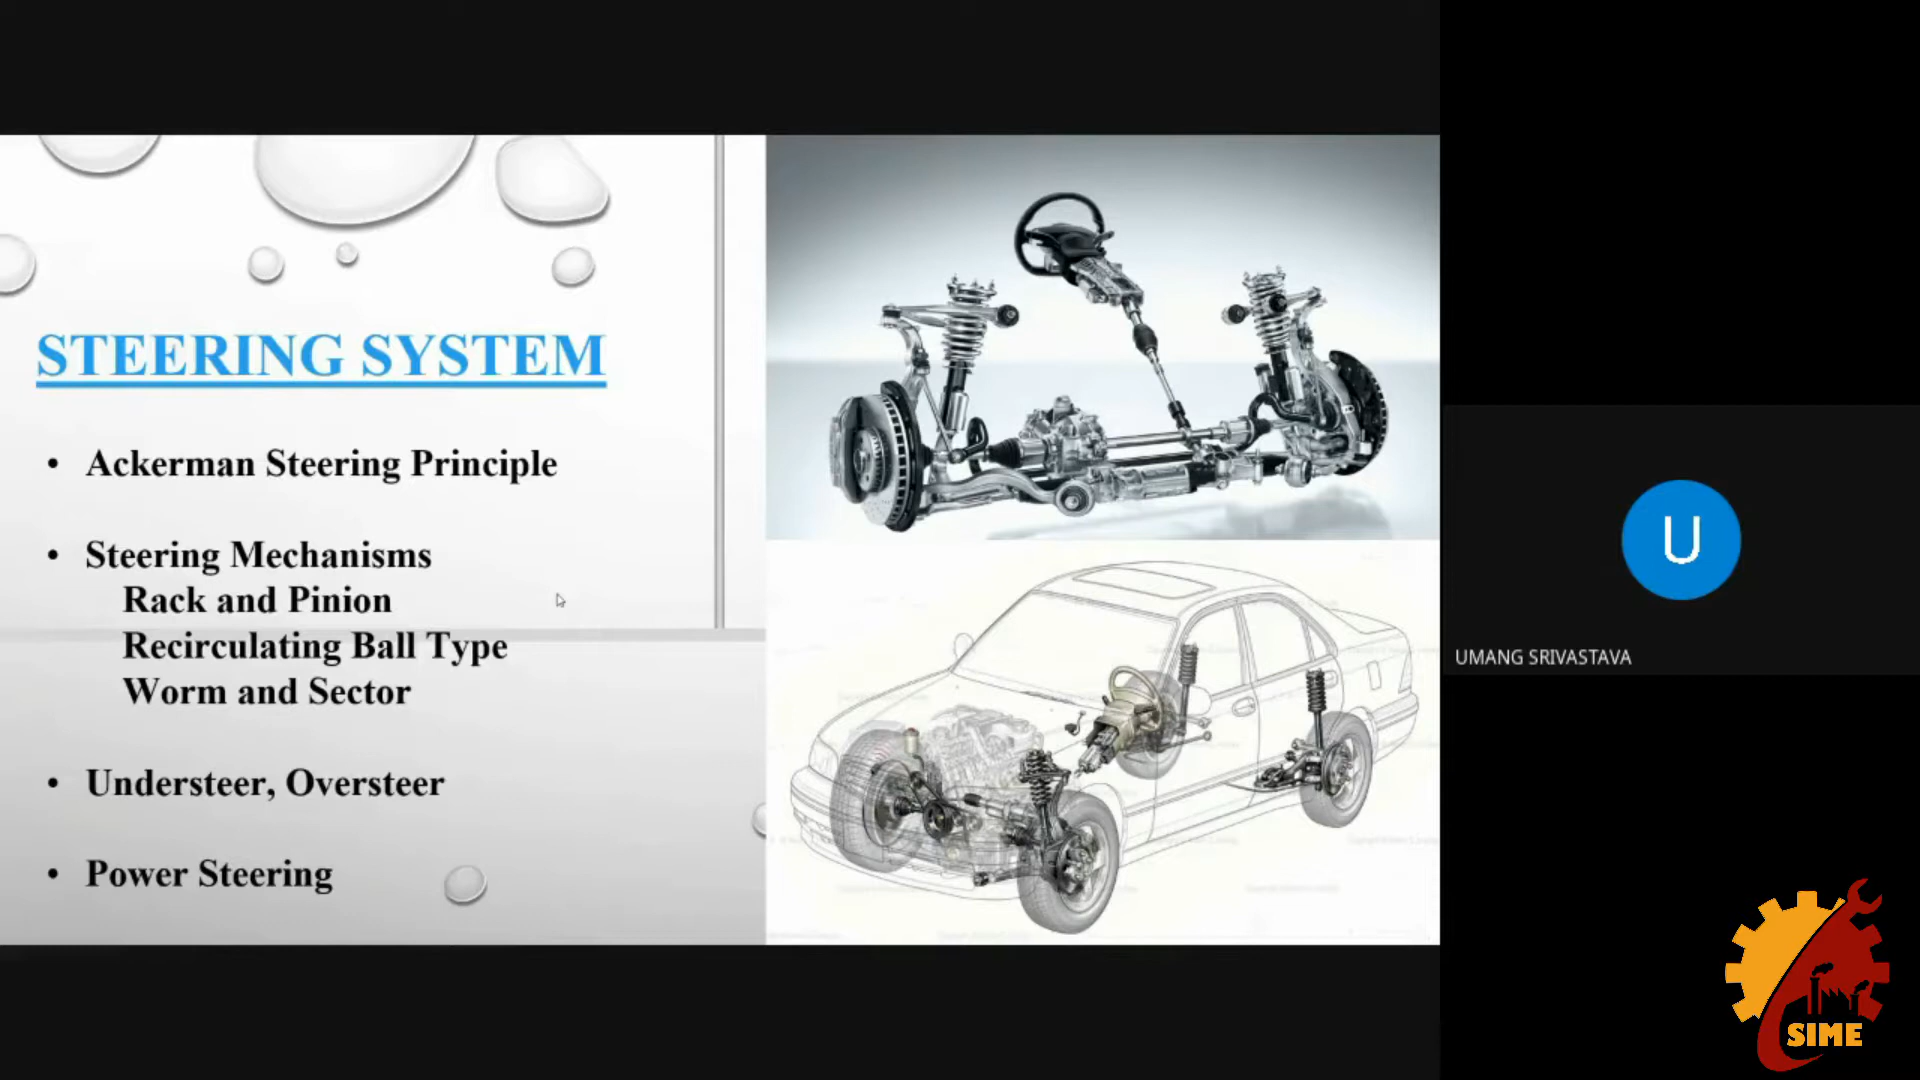 STEERING SYSTEM
• Ackerman Steering Principle
• Steering Mechanisms
Rack and Pinion
Recirculating Ball Type
Worm and Sector
• Understeer, Oversteer
• Power Steering
U
UMANG SRIVASTAVA
SIME